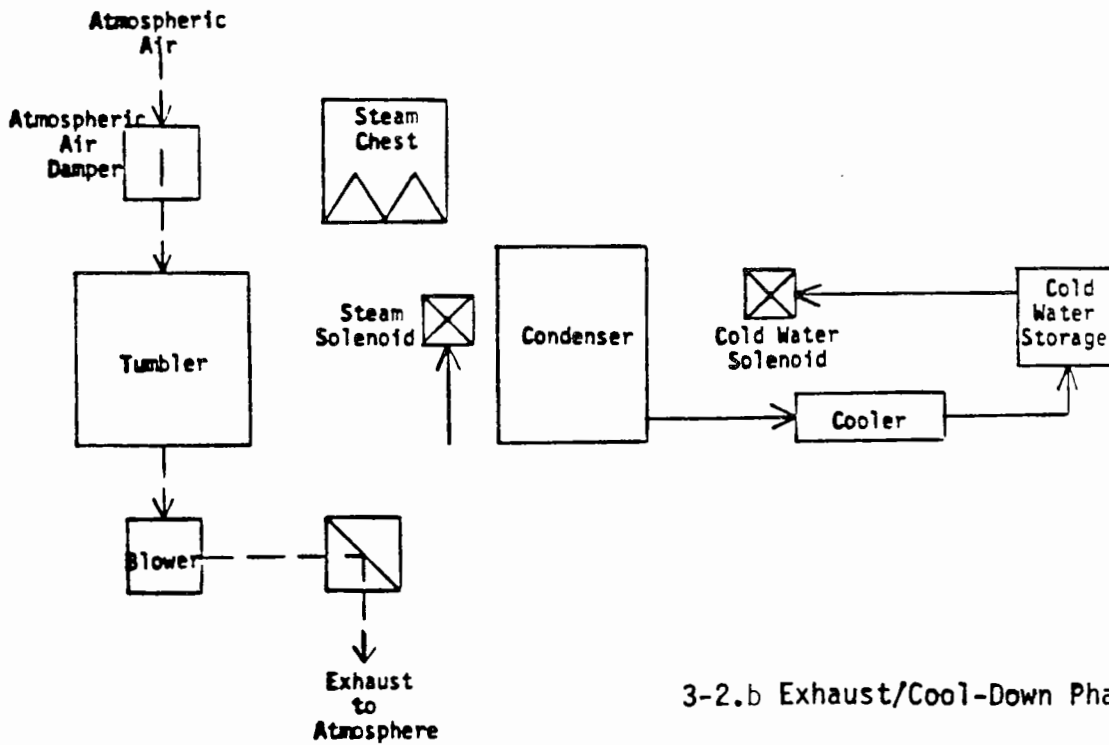 Atmospheric
Air
Atmospheric
Air
Damper
Steam
Chest
Tumbler
Steam
Solenoid
Condenser
Cold Water
Solenoid
Cold
Water
Storage
Cooler
Blower
Exhaust
to
Atmosphere
3-2.b Exhaust/Cool-Down Pha